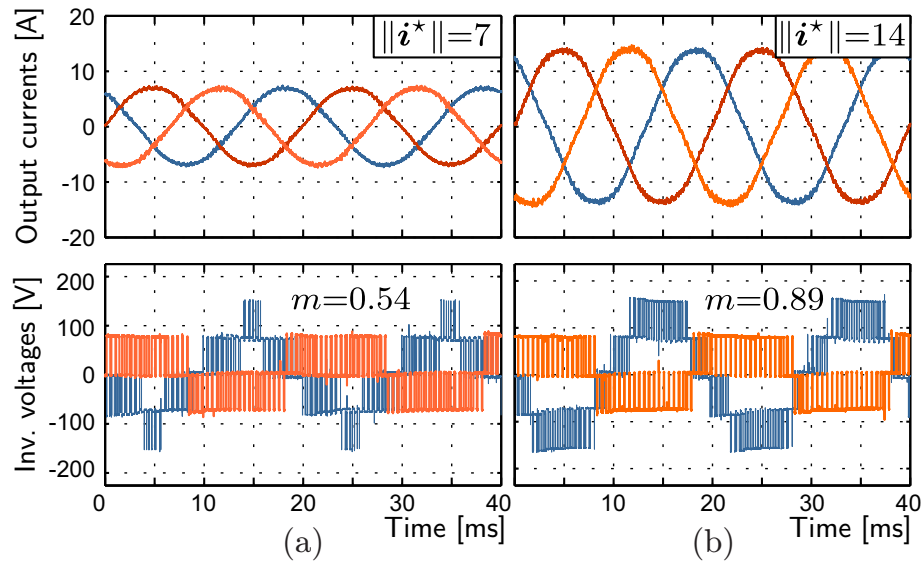 Output currents [A]
20
10
0
-10
-20
‖i⋆‖=7
‖i⋆‖=14
Inv. voltages [V]
200
100
0
-100
-200
m=0.54
m=0.89
0 10 20 30 40
0 10 20 30 40
Time [ms]
Time [ms]
(a)
(b)